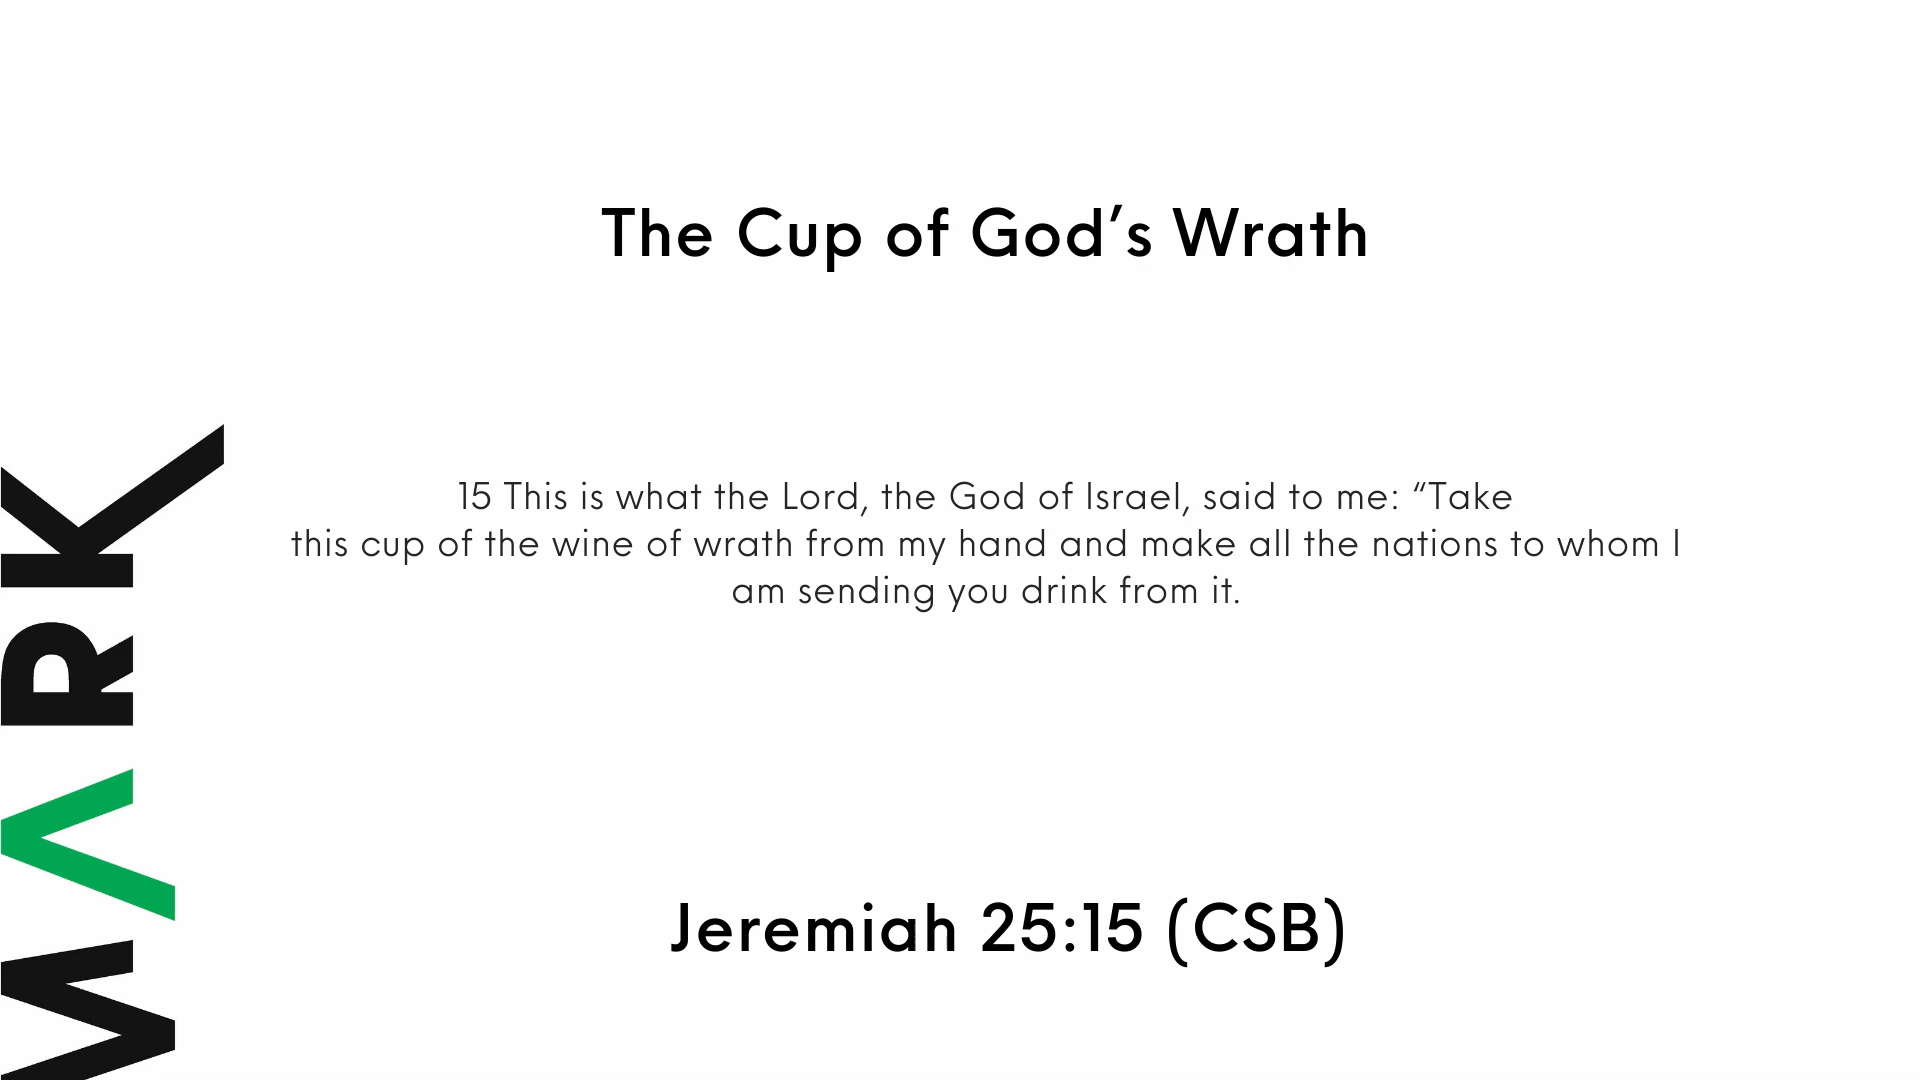 The Cup of God’s Wrath
15 This is what the Lord, the God of Israel, said to me: “Take
this cup of the wine of wrath from my hand and make all the nations to whom I
am sending you drink from it.
Jeremiah 25:15 (CSB)
MΛRK